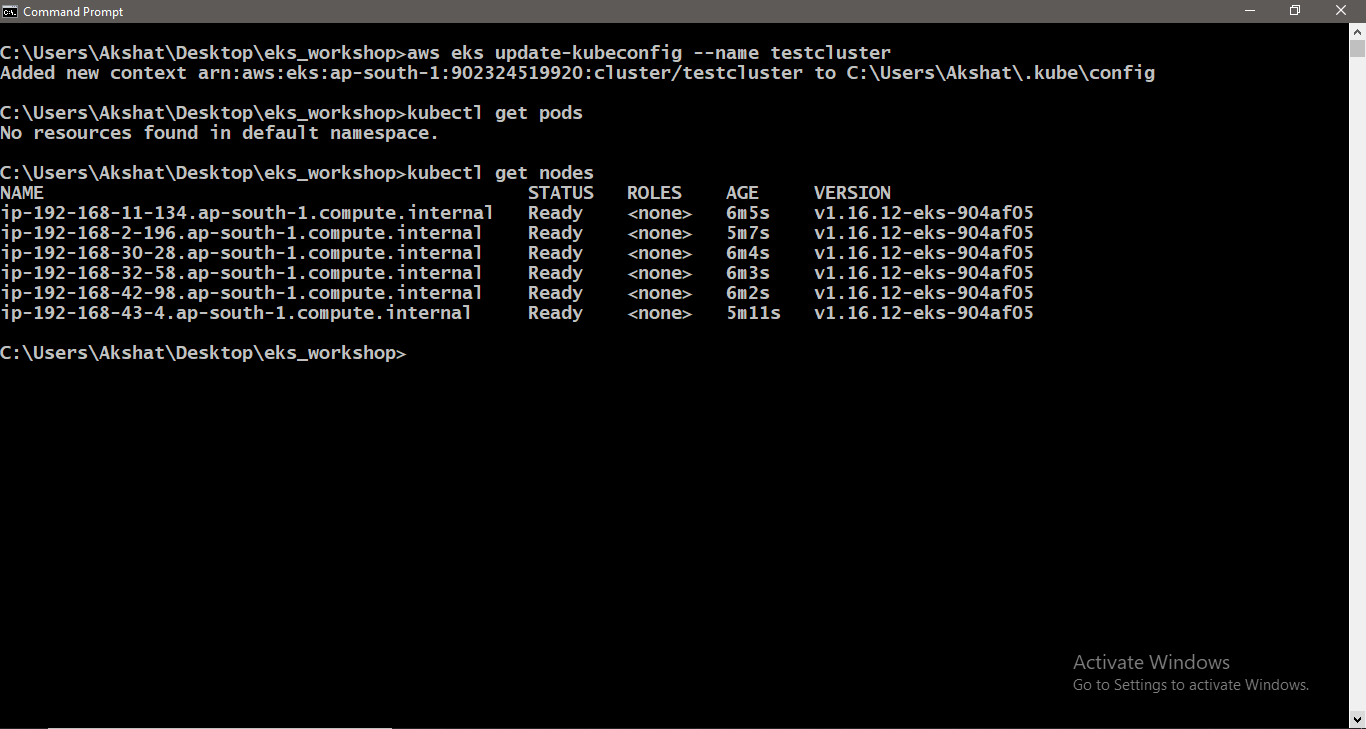 Command Prompt
C:\Users\Akshat\Desktop\eks_workshop>aws eks update-kubeconfig --name testcluster
Added new context arn:aws:eks:ap-south-1:902324519920:cluster/testcluster to C:\Users\Akshat\.kube\config
C:\Users\Akshat\Desktop\eks_workshop>kubectl get pods
No resources found in default namespace.
C:\Users\Akshat\Desktop\eks_workshop>kubectl get nodes
NAME STATUS ROLES AGE VERSION
ip-192-168-11-134.ap-south-1.compute.internal Ready <none> 6m5s v1.16.12-eks-904af05
ip-192-168-2-196.ap-south-1.compute.internal Ready <none> 5m7s v1.16.12-eks-904af05
ip-192-168-30-28.ap-south-1.compute.internal Ready <none> 6m4s v1.16.12-eks-904af05
ip-192-168-32-58.ap-south-1.compute.internal Ready <none> 6m3s v1.16.12-eks-904af05
ip-192-168-42-98.ap-south-1.compute.internal Ready <none> 6m2s v1.16.12-eks-904af05
ip-192-168-43-4.ap-south-1.compute.internal Ready <none> 5m11s v1.16.12-eks-904af05
C:\Users\Akshat\Desktop\eks_workshop>
Activate Windows
Go to Settings to activate Windows.